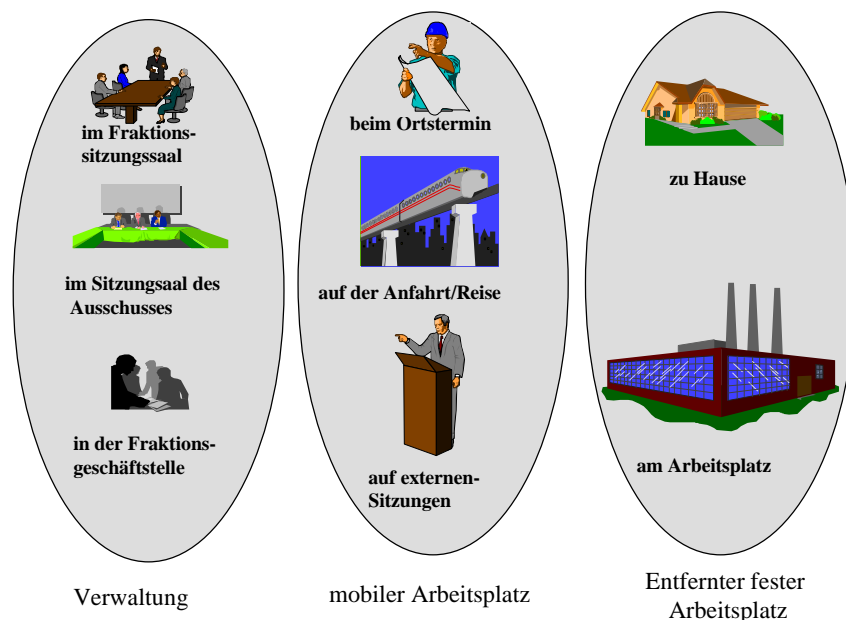 im Fraktions-
sitzungssaal
im Sitzungsaal des
Ausschusses
in der Fraktions-
geschäftstelle
Verwaltung
beim Ortstermin
auf der Anfahrt/Reise
auf externen-
Sitzungen
mobiler Arbeitsplatz
zu Hause
am Arbeitsplatz
Entfernter fester
Arbeitsplatz